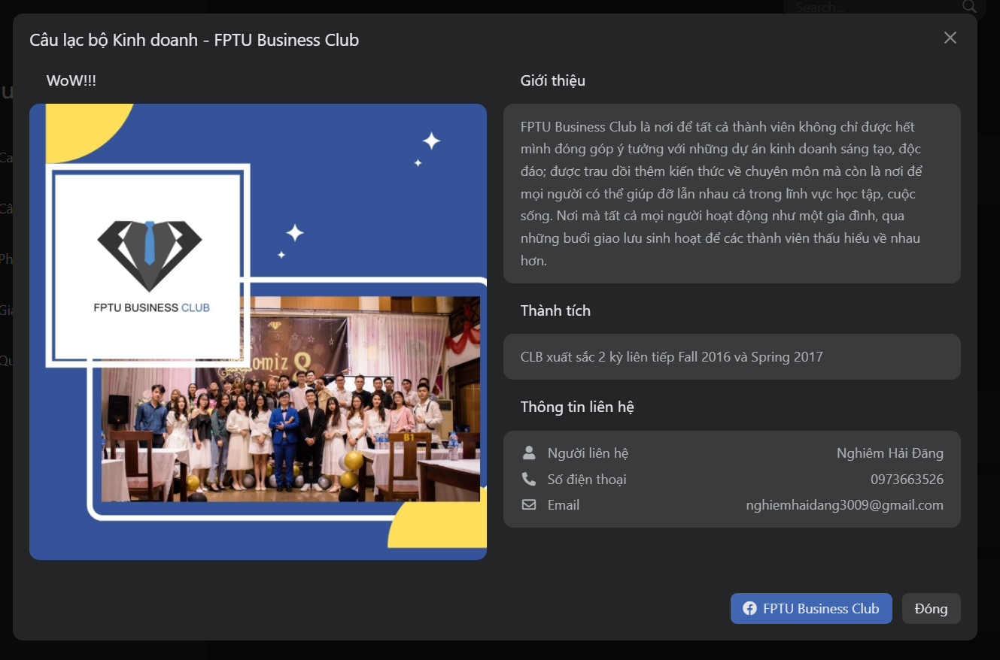 Search...
Câu lạc bộ Kinh doanh - FPTU Business Club
WoW!!!
FPTU BUSINESS CLUB
B1
Giới thiệu
FPTU Business Club là nơi để tất cả thành viên không chỉ được hết
mình đóng góp ý tưởng với những dự án kinh doanh sáng tạo, độc
đáo; được trau dồi thêm kiến thức về chuyên môn mà còn là nơi để
mọi người có thể giúp đỡ lẫn nhau cả trong lĩnh vực học tập, cuộc
sống. Nơi mà tất cả mọi người hoạt động như một gia đình, qua
những buổi giao lưu sinh hoạt để các thành viên thấu hiểu về nhau
hơn.
Thành tích
CLB xuất sắc 2 kỳ liên tiếp Fall 2016 và Spring 2017
Thông tin liên hệ
Người liên hệ Nghiêm Hải Đăng
Số điện thoại 0973663526
Email nghiemhaidang3009@gmail.com
FPTU Business Club
Đóng